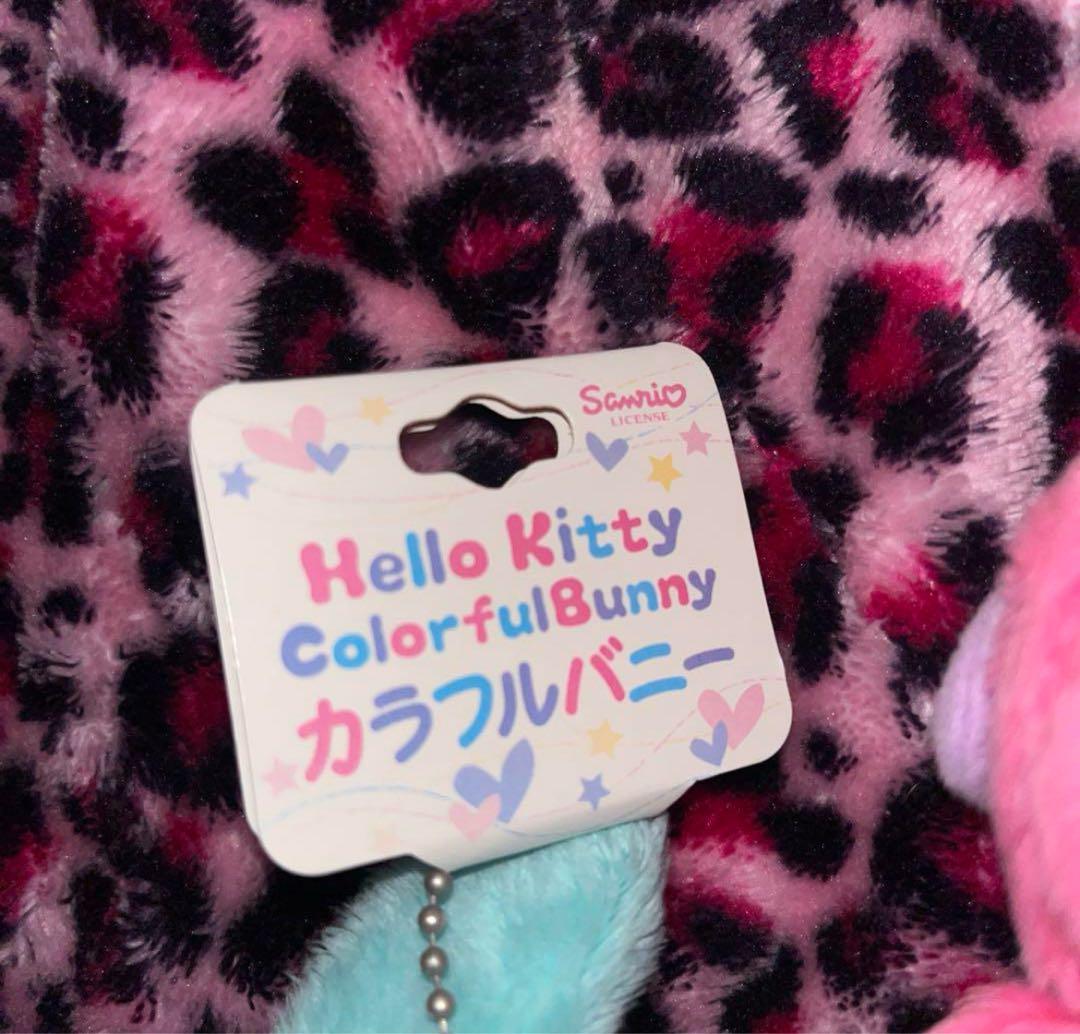 Sanrio
LICENSE
Hello Kitty
ColorfulBunny
カラフルバニー